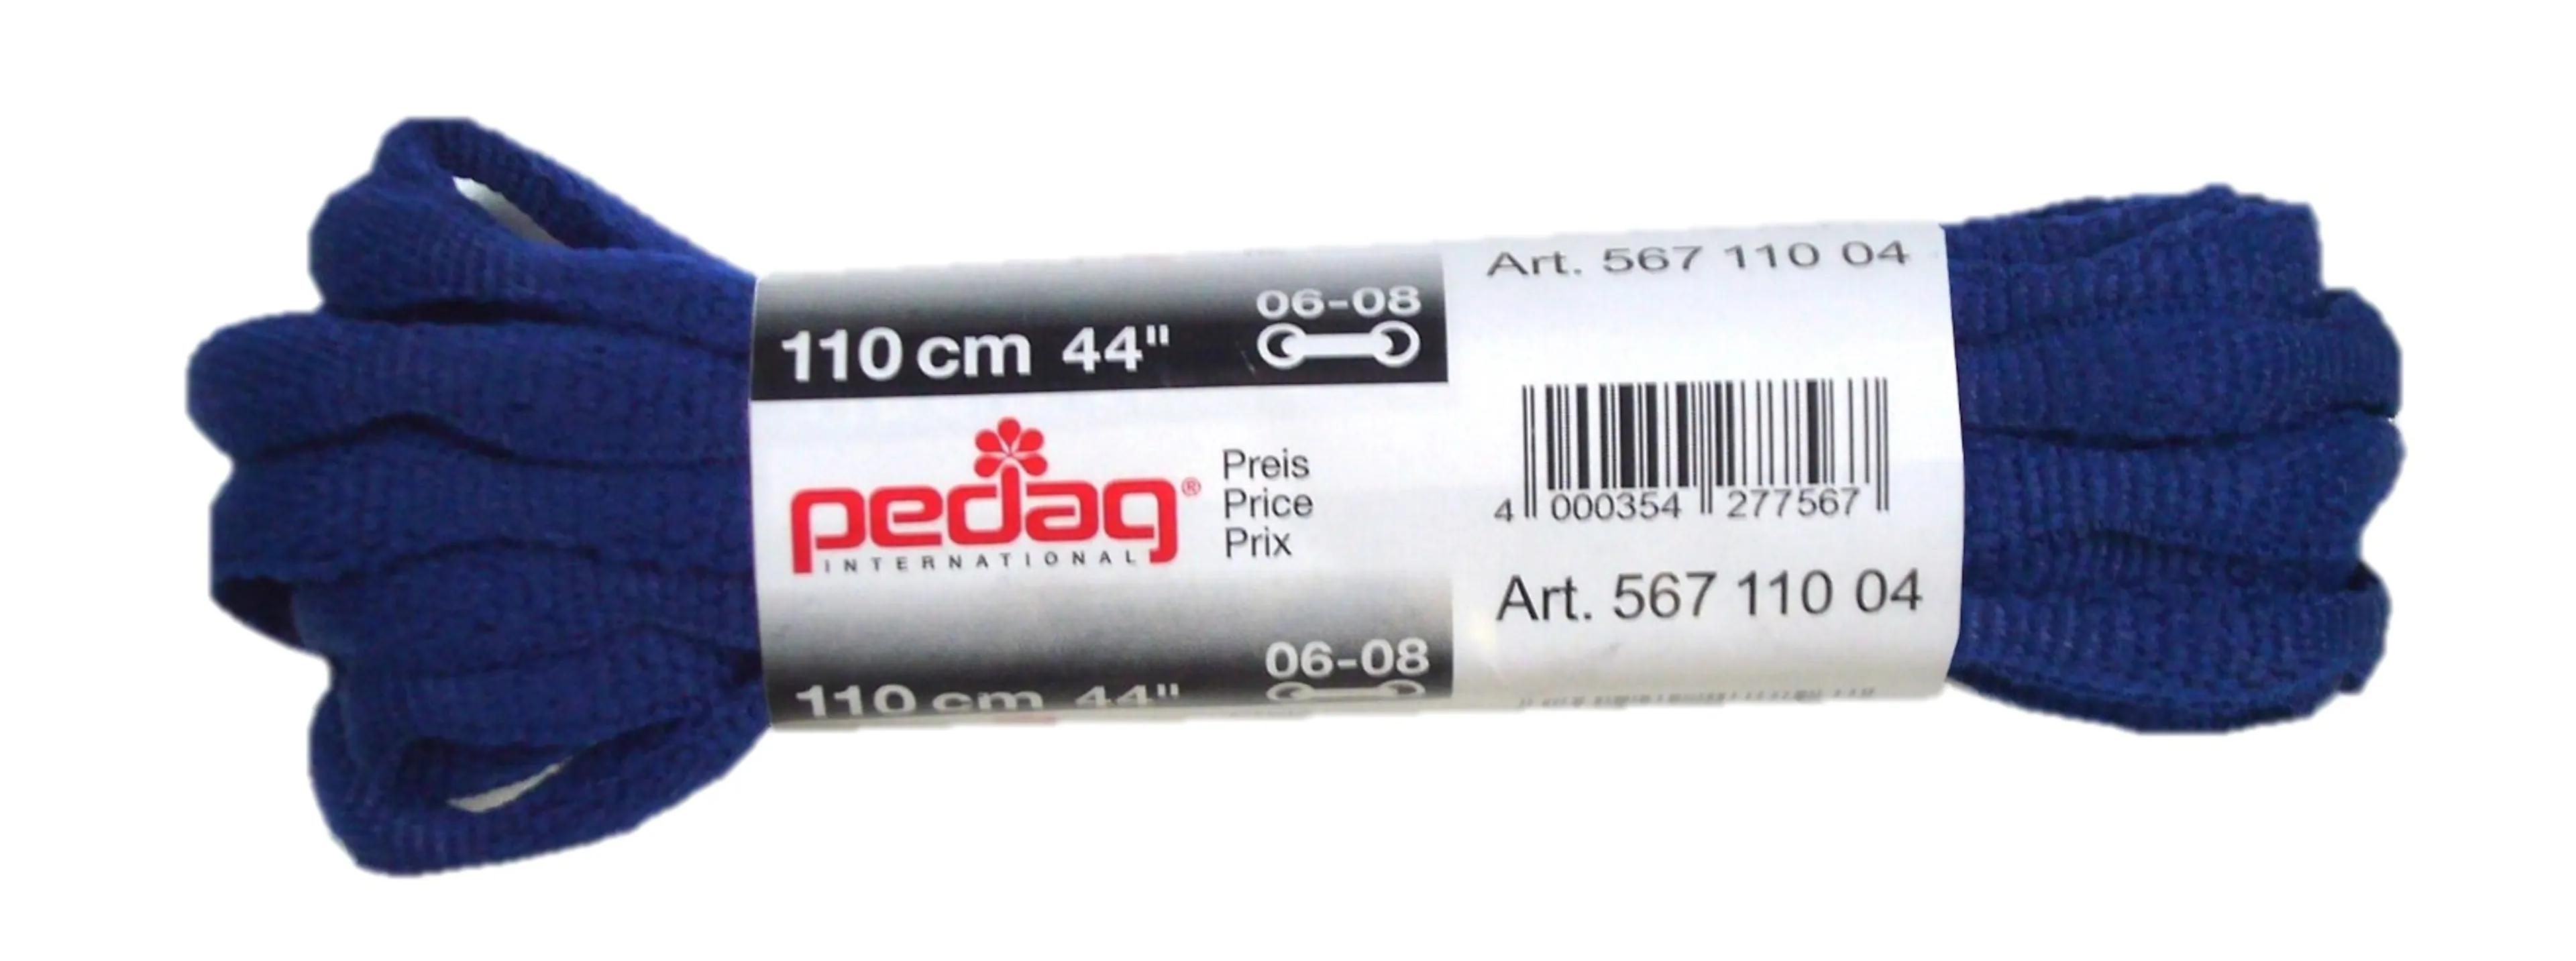 Art. 567 110 04
06-08
110 cm 44"
pedag®
INTERNATIONAL
Preis
Price
Prix
4 000354 277567
Art. 567 110 04
06-08
110 cm 44"